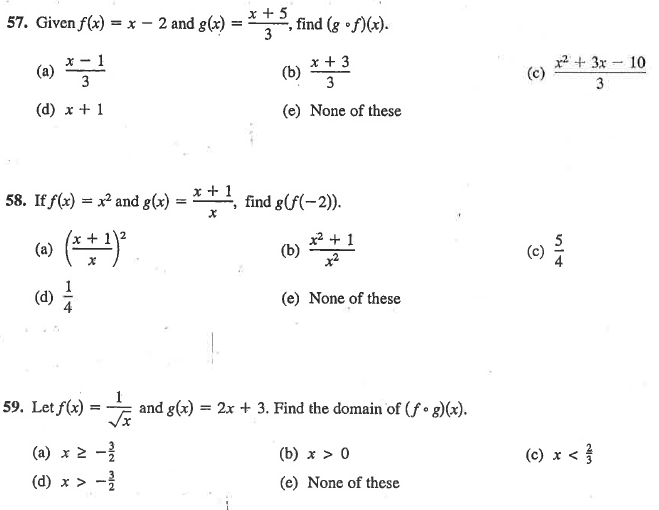 57. Given f(x) = x − 2 and g(x) = (x + 5)/3, find (g ∘ f)(x).
(a) (x − 1)/3 (b) (x + 3)/3 (c) (x² + 3x − 10)/3
(d) x + 1 (e) None of these
58. If f(x) = x² and g(x) = (x + 1)/x, find g(f(−2)).
(a) ((x + 1)/x)² (b) (x² + 1)/x² (c) 5/4
(d) 1/4 (e) None of these
59. Let f(x) = 1/√x and g(x) = 2x + 3. Find the domain of (f ∘ g)(x).
(a) x ≥ −3/2 (b) x > 0 (c) x < 2/3
(d) x > −3/2 (e) None of these